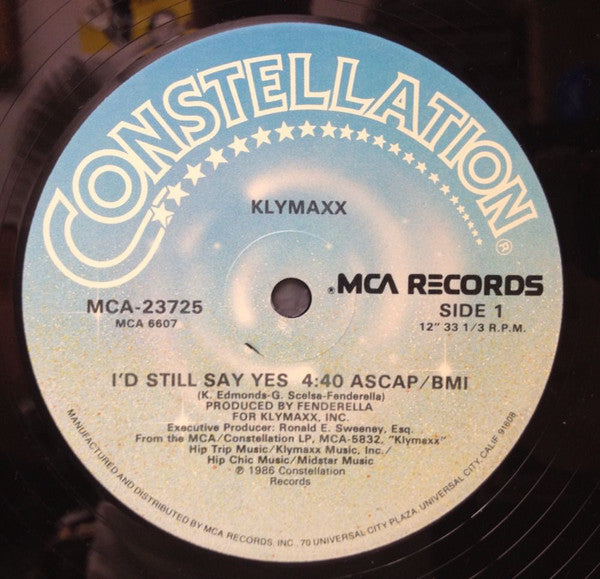 CONSTELLATION®
KLYMAXX
MCA-23725
MCA 6607
®MCA RECORDS
SIDE 1
12" 33 1/3 R.P.M.
I'D STILL SAY YES 4:40 ASCAP/BMI
(K. Edmonds-G. Scelsa-Fenderella)
PRODUCED BY FENDERELLA
FOR KLYMAXX, INC.
Executive Producer: Ronald E. Sweeney, Esq.
From the MCA/Constellation LP, MCA-5832, "Klymaxx"
Hip Trip Music/Klymaxx Music, Inc./
Hip Chic Music/Midstar Music
℗ 1986 Constellation
Records
MANUFACTURED AND DISTRIBUTED BY MCA RECORDS, INC., 70 UNIVERSAL CITY PLAZA, UNIVERSAL CITY, CALIF. 91608